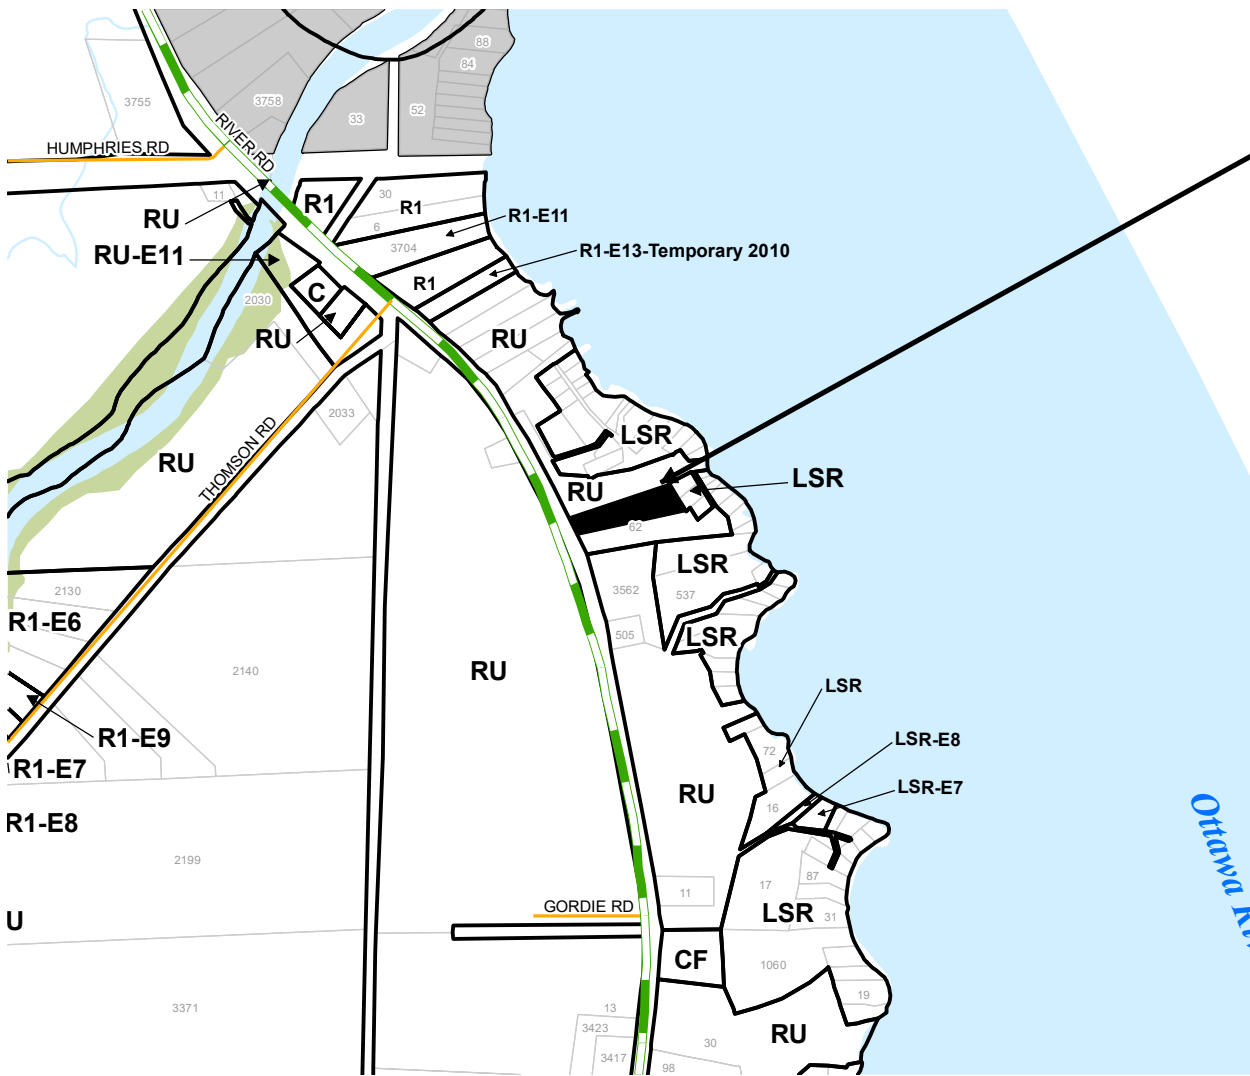 88
84
3758
3755
33
52
HUMPHRIES RD
RIVER RD
11
R1
30
R1
RU
6
R1-E11
3704
RU-E11
R1-E13-Temporary 2010
R1
C
2030
RU
RU
2033
LSR
THOMSON RD
RU
RU
LSR
62
LSR
3562
2130
537
R1-E6
505
LSR
2140
RU
LSR
R1-E9
72
LSR-E8
R1-E7
LSR-E7
RU
16
Ottawa
R1-E8
2199
87
17
11
GORDIE RD
LSR
31
U
CF
1060
19
3371
13
3423
RU
30
3417
98